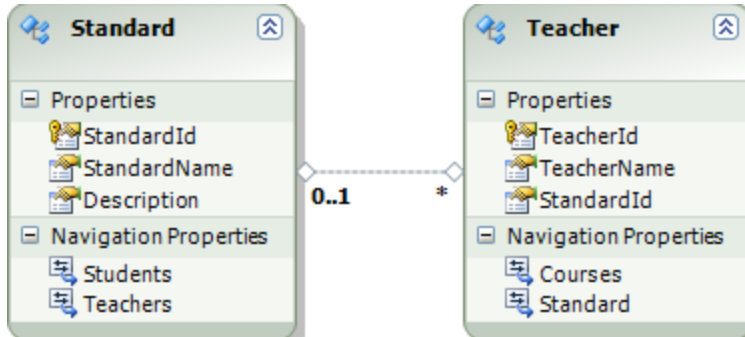 Standard
Properties
StandardId
StandardName
Description
Navigation Properties
Students
Teachers
0..1
*
Teacher
Properties
TeacherId
TeacherName
StandardId
Navigation Properties
Courses
Standard